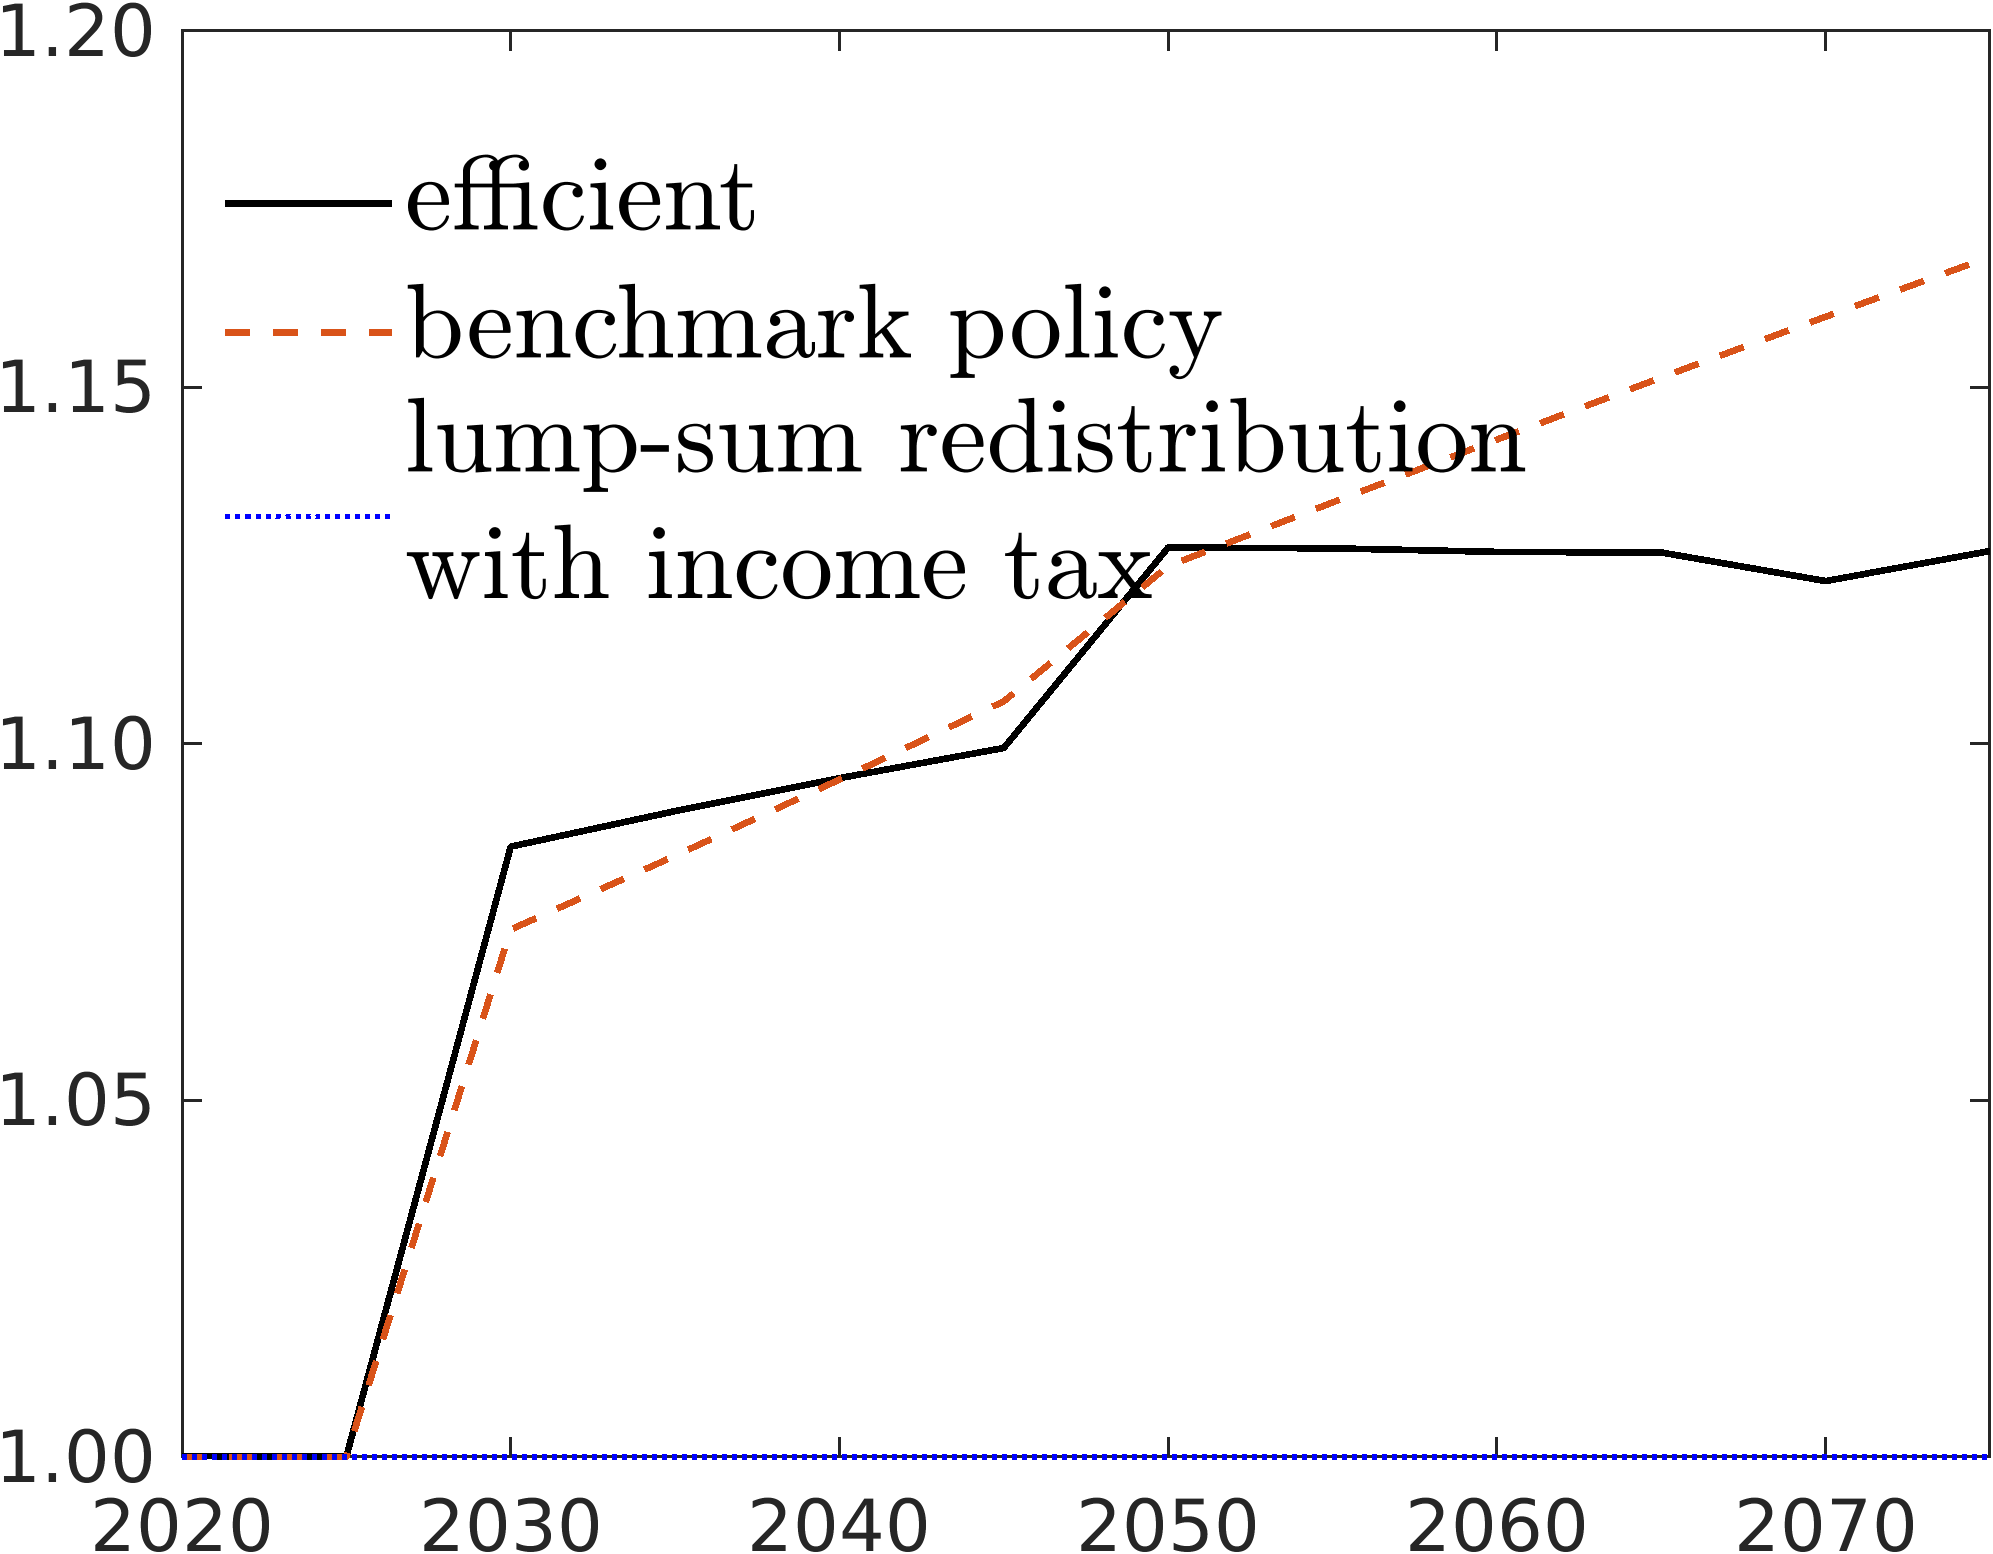 1.20
efficient
benchmark policy
1.15
lump-sum redistribution
with income tax
1.10
1.05
1.00
2020 2030 2040 2050 2060 2070